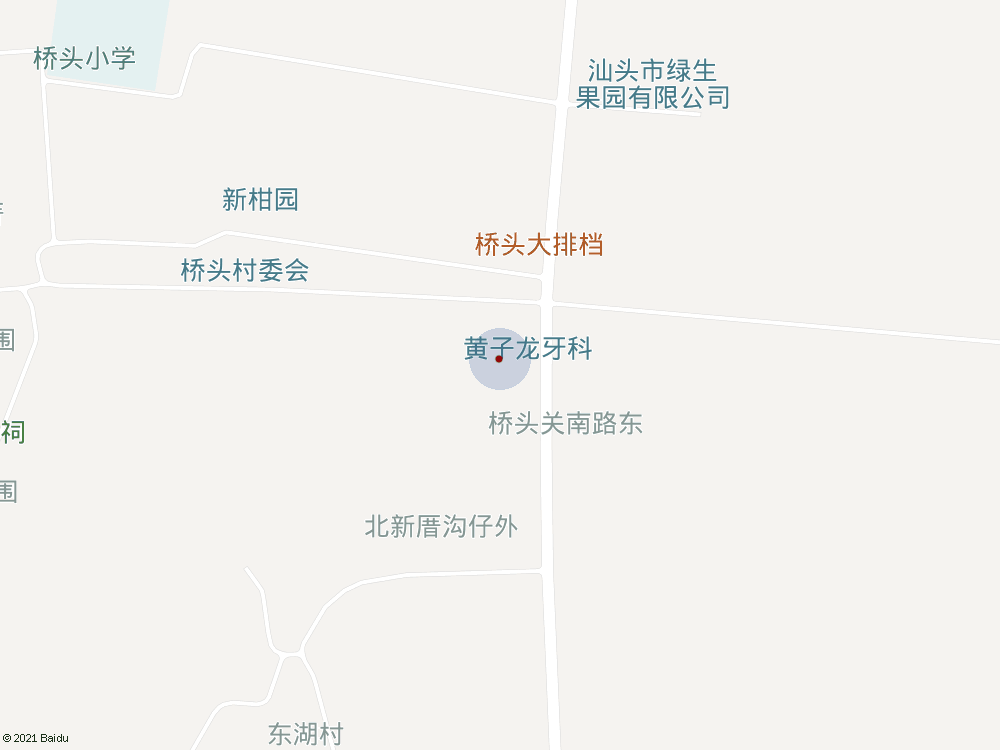 桥头小学
汕头市绿生
果园有限公司
新柑园
桥头大排档
桥头村委会
围
黄子龙牙科
桥头关南路东
祠
围
北新厝沟仔外
东湖村
© 2021 Baidu